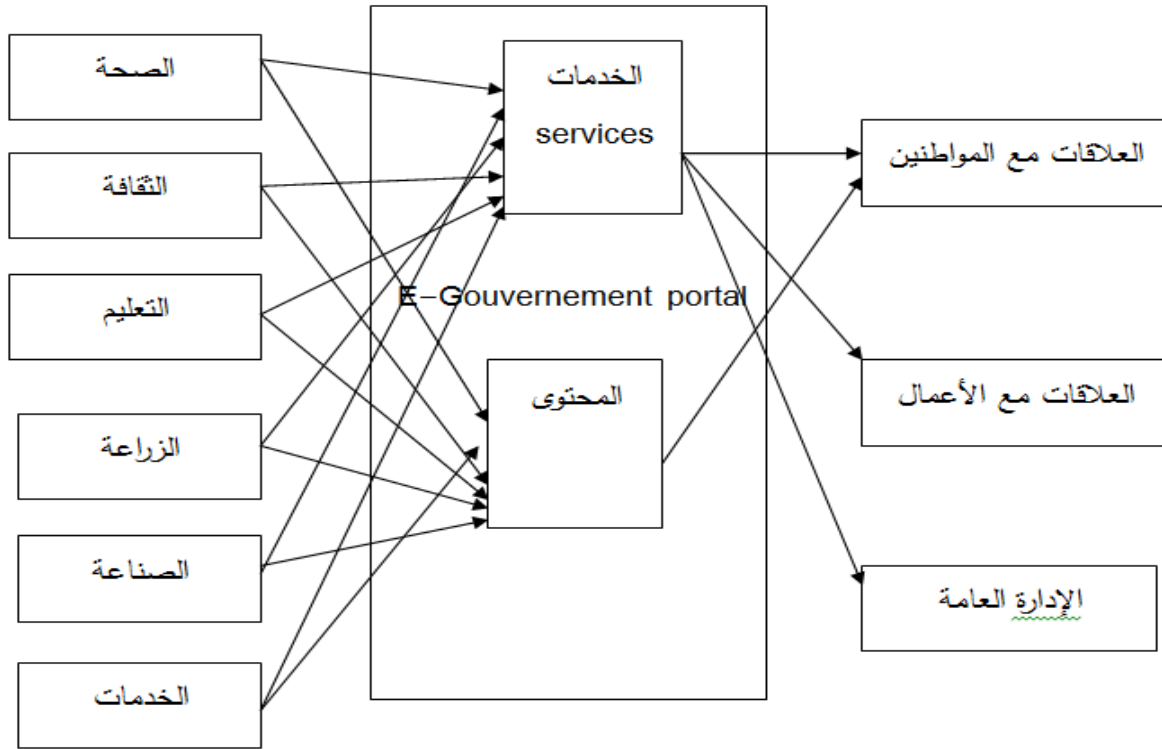 الصحة
الثقافة
التعليم
الزراعة
الصناعة
الخدمات
الخدمات
services
E-Gouvernement portal
المحتوى
العلاقات مع المواطنين
العلاقات مع الأعمال
الإدارة العامة